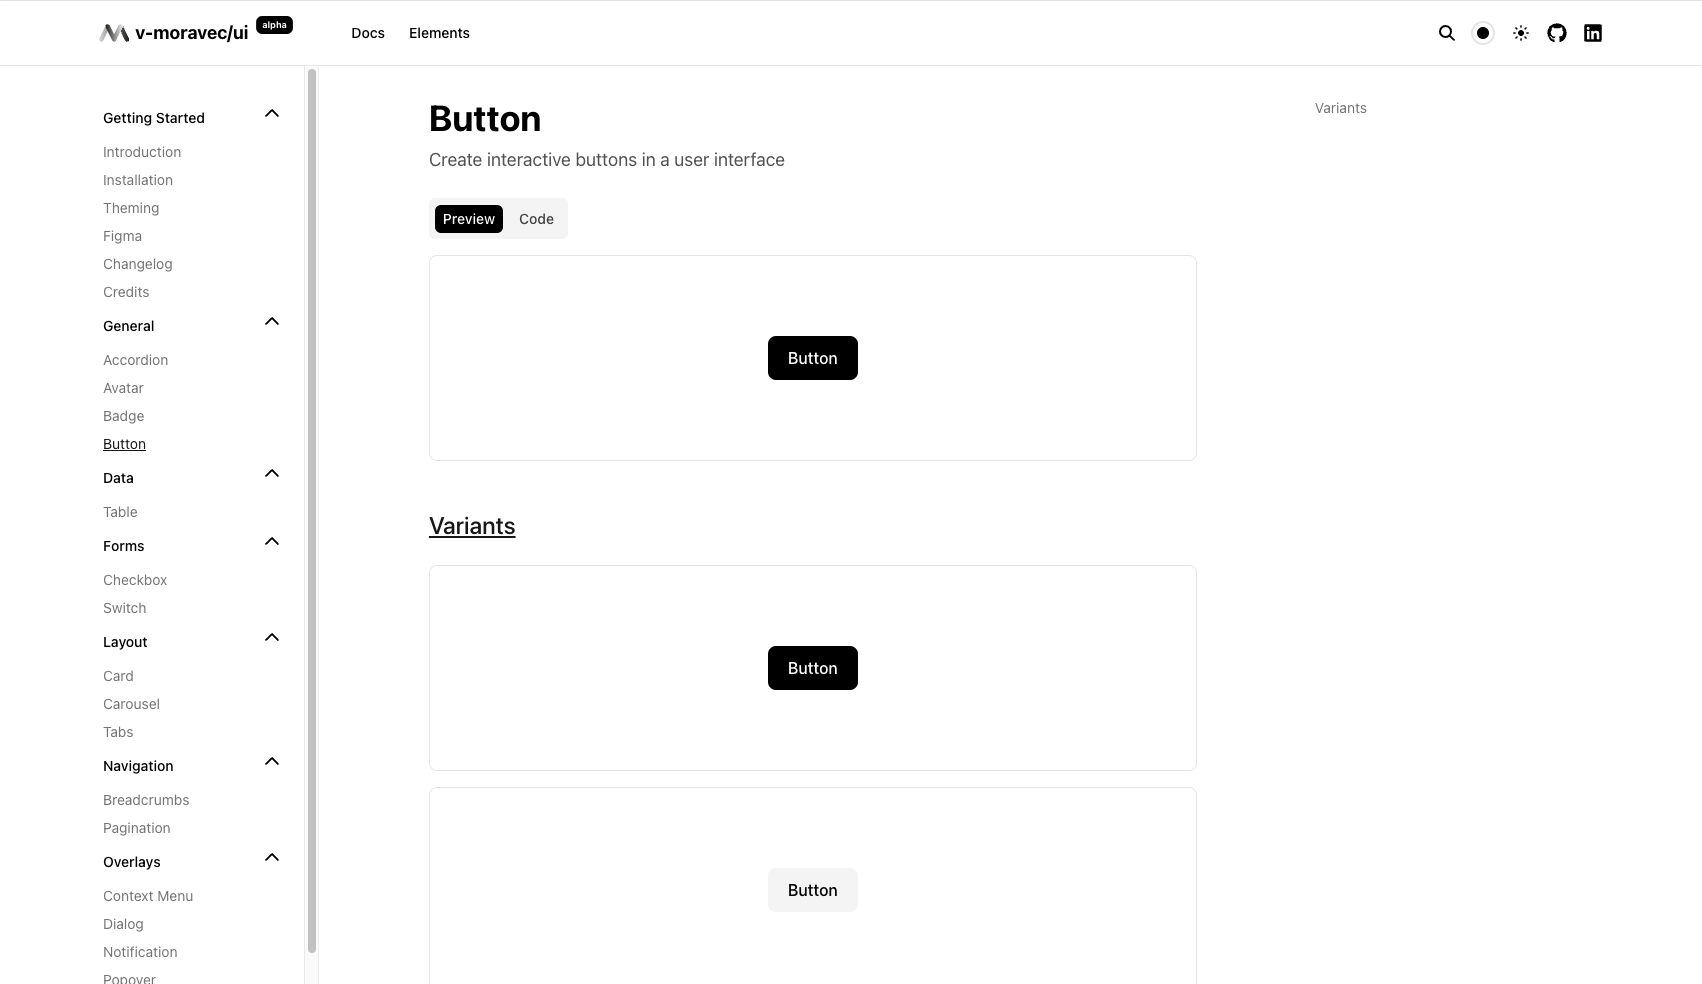 v-moravec/ui
alpha
Docs
Elements
Getting Started
Introduction
Installation
Theming
Figma
Changelog
Credits
General
Accordion
Avatar
Badge
Button
Data
Table
Forms
Checkbox
Switch
Layout
Card
Carousel
Tabs
Navigation
Breadcrumbs
Pagination
Overlays
Context Menu
Dialog
Notification
Popover
Button
Create interactive buttons in a user interface
Preview
Code
Button
Variants
Button
Button
Variants